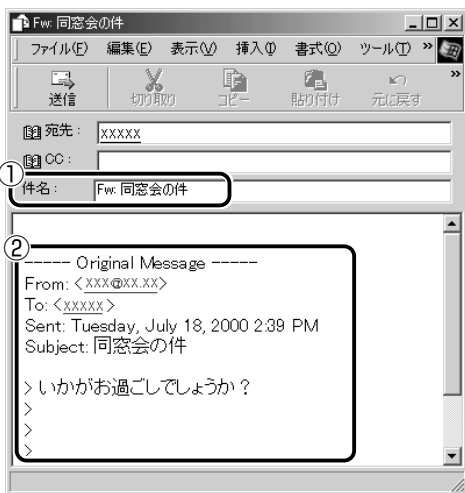 Fw: 同窓会の件
ファイル(F) 編集(E) 表示(V) 挿入(I) 書式(O) ツール(T) »
送信 切り取り コピー 貼り付け 元に戻す »
宛先: xxxxx
CC:
①
件名: Fw: 同窓会の件
②
----- Original Message -----
From: <xxx@xx.xx>
To: <xxxxx>
Sent: Tuesday, July 18, 2000 2:39 PM
Subject: 同窓会の件
> いかがお過ごしでしょうか?
>
>
>